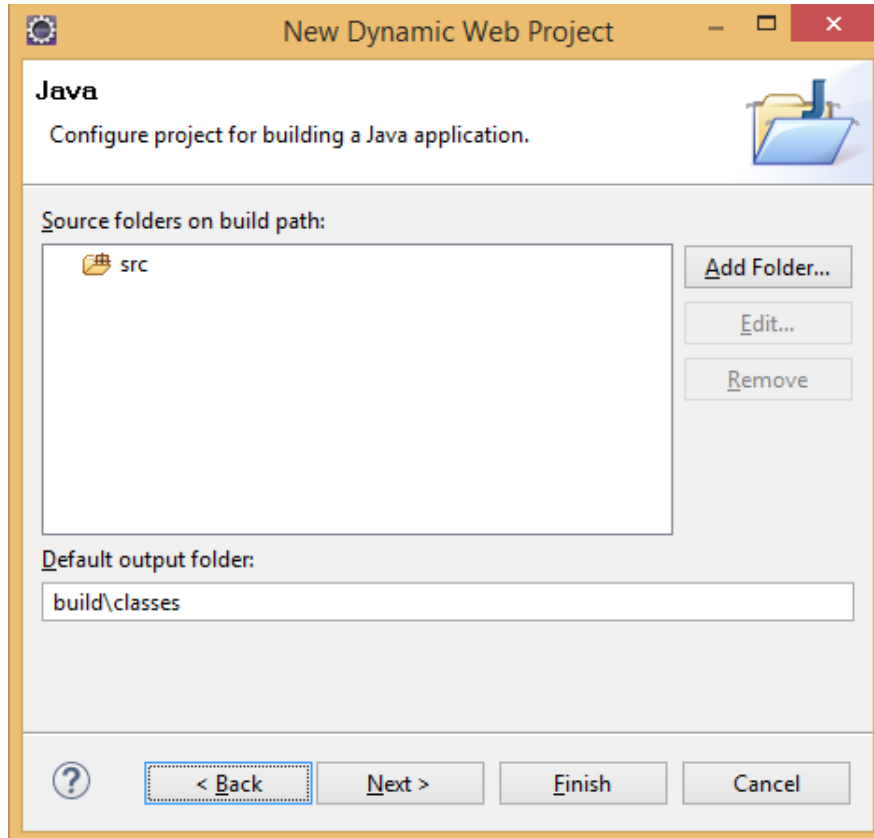 New Dynamic Web Project
Java
Configure project for building a Java application.
Source folders on build path:
src
Add Folder...
Edit...
Remove
Default output folder:
build\classes
?
< Back Next > Finish Cancel